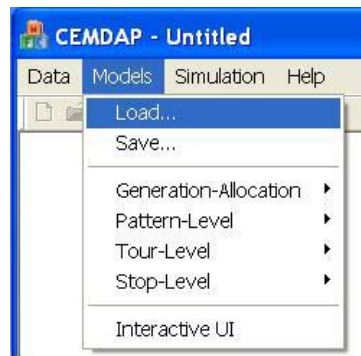 CEMDAP - Untitled
Data Models Simulation Help
Load...
Save...
Generation-Allocation
Pattern-Level
Tour-Level
Stop-Level
Interactive UI